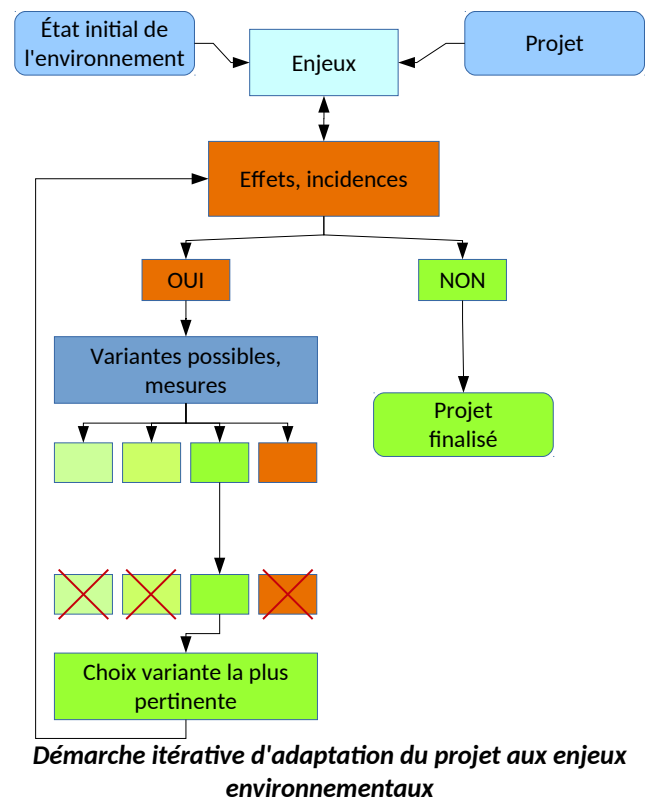 État initial de
l'environnement
Enjeux
Projet
Effets, incidences
OUI
NON
Variantes possibles,
mesures
Projet
finalisé
Choix variante la plus
pertinente
Démarche itérative d'adaptation du projet aux enjeux
environnementaux